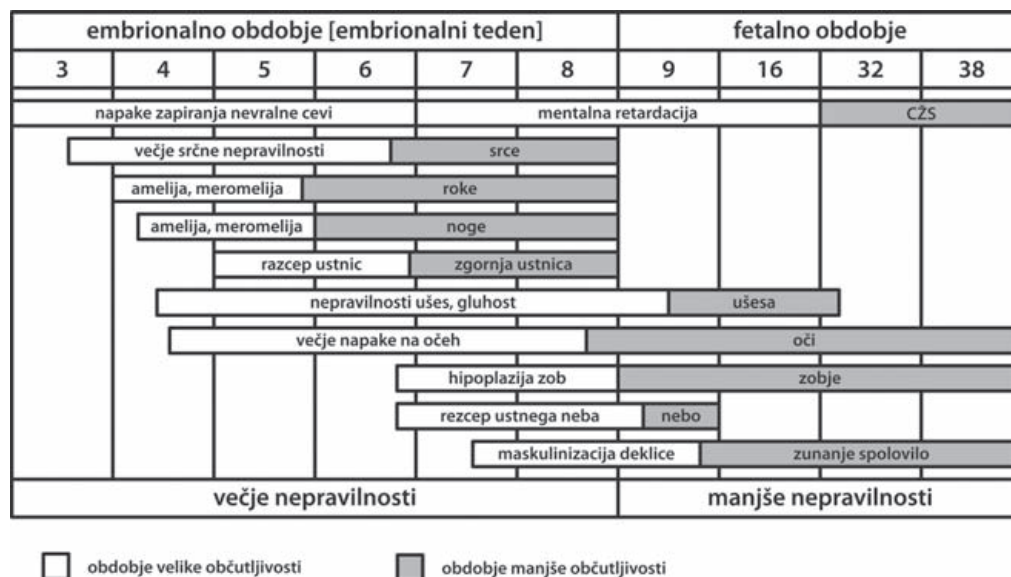 embrionalno obdobje [embrionalni teden] fetalno obdobje
3 4 5 6 7 8 9 16 32 38
napake zapiranja nevralne cevi mentalna retardacija CŽS
večje srčne nepravilnosti srce
amelija, meromelija roke
amelija, meromelija noge
razcep ustnic zgornja ustnica
nepravilnosti ušes, gluhost ušesa
večje napake na očeh oči
hipoplazija zob zobje
rezcep ustnega neba nebo
maskulinizacija deklice zunanje spolovilo
večje nepravilnosti manjše nepravilnosti
obdobje velike občutljivosti obdobje manjše občutljivosti